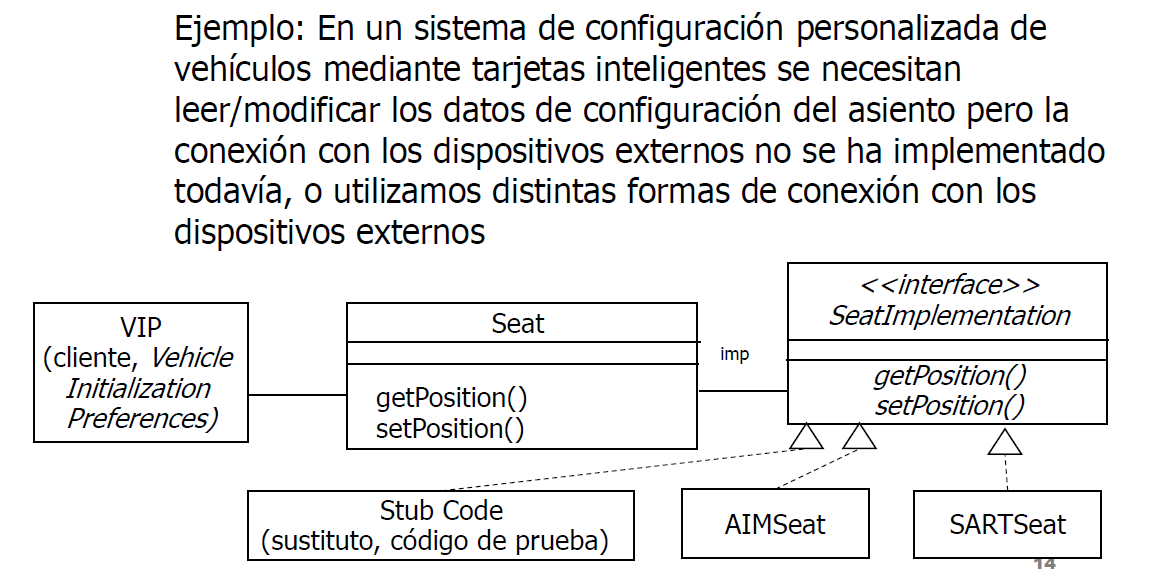 Ejemplo: En un sistema de configuración personalizada de
vehículos mediante tarjetas inteligentes se necesitan
leer/modificar los datos de configuración del asiento pero la
conexión con los dispositivos externos no se ha implementado
todavía, o utilizamos distintas formas de conexión con los
dispositivos externos
VIP
(cliente, Vehicle
Initialization
Preferences)
Seat
getPosition()
setPosition()
imp
<<interface>>
SeatImplementation
getPosition()
setPosition()
Stub Code
(sustituto, código de prueba)
AIMSeat
SARTSeat
14